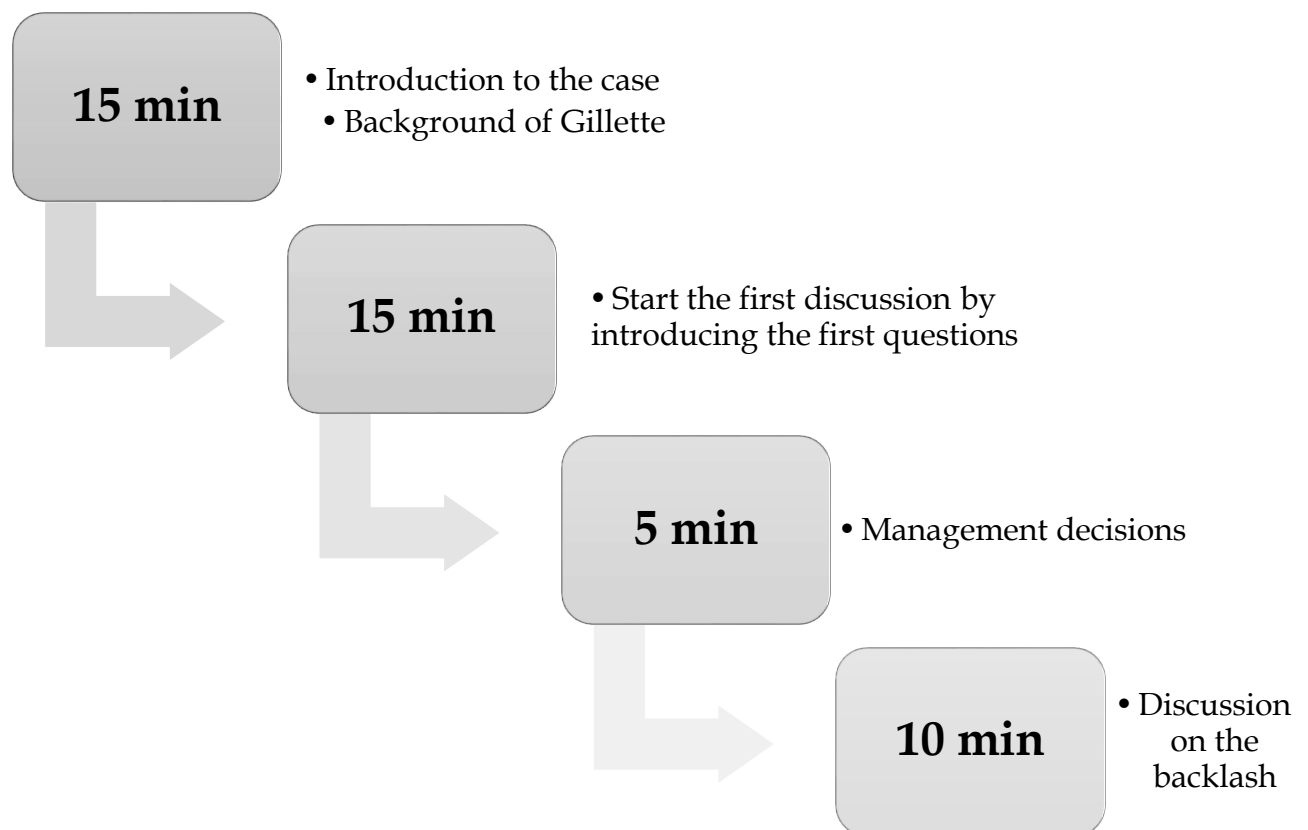 15 min
• Introduction to the case
• Background of Gillette
15 min
• Start the first discussion by
introducing the first questions
5 min
• Management decisions
10 min
• Discussion
on the
backlash